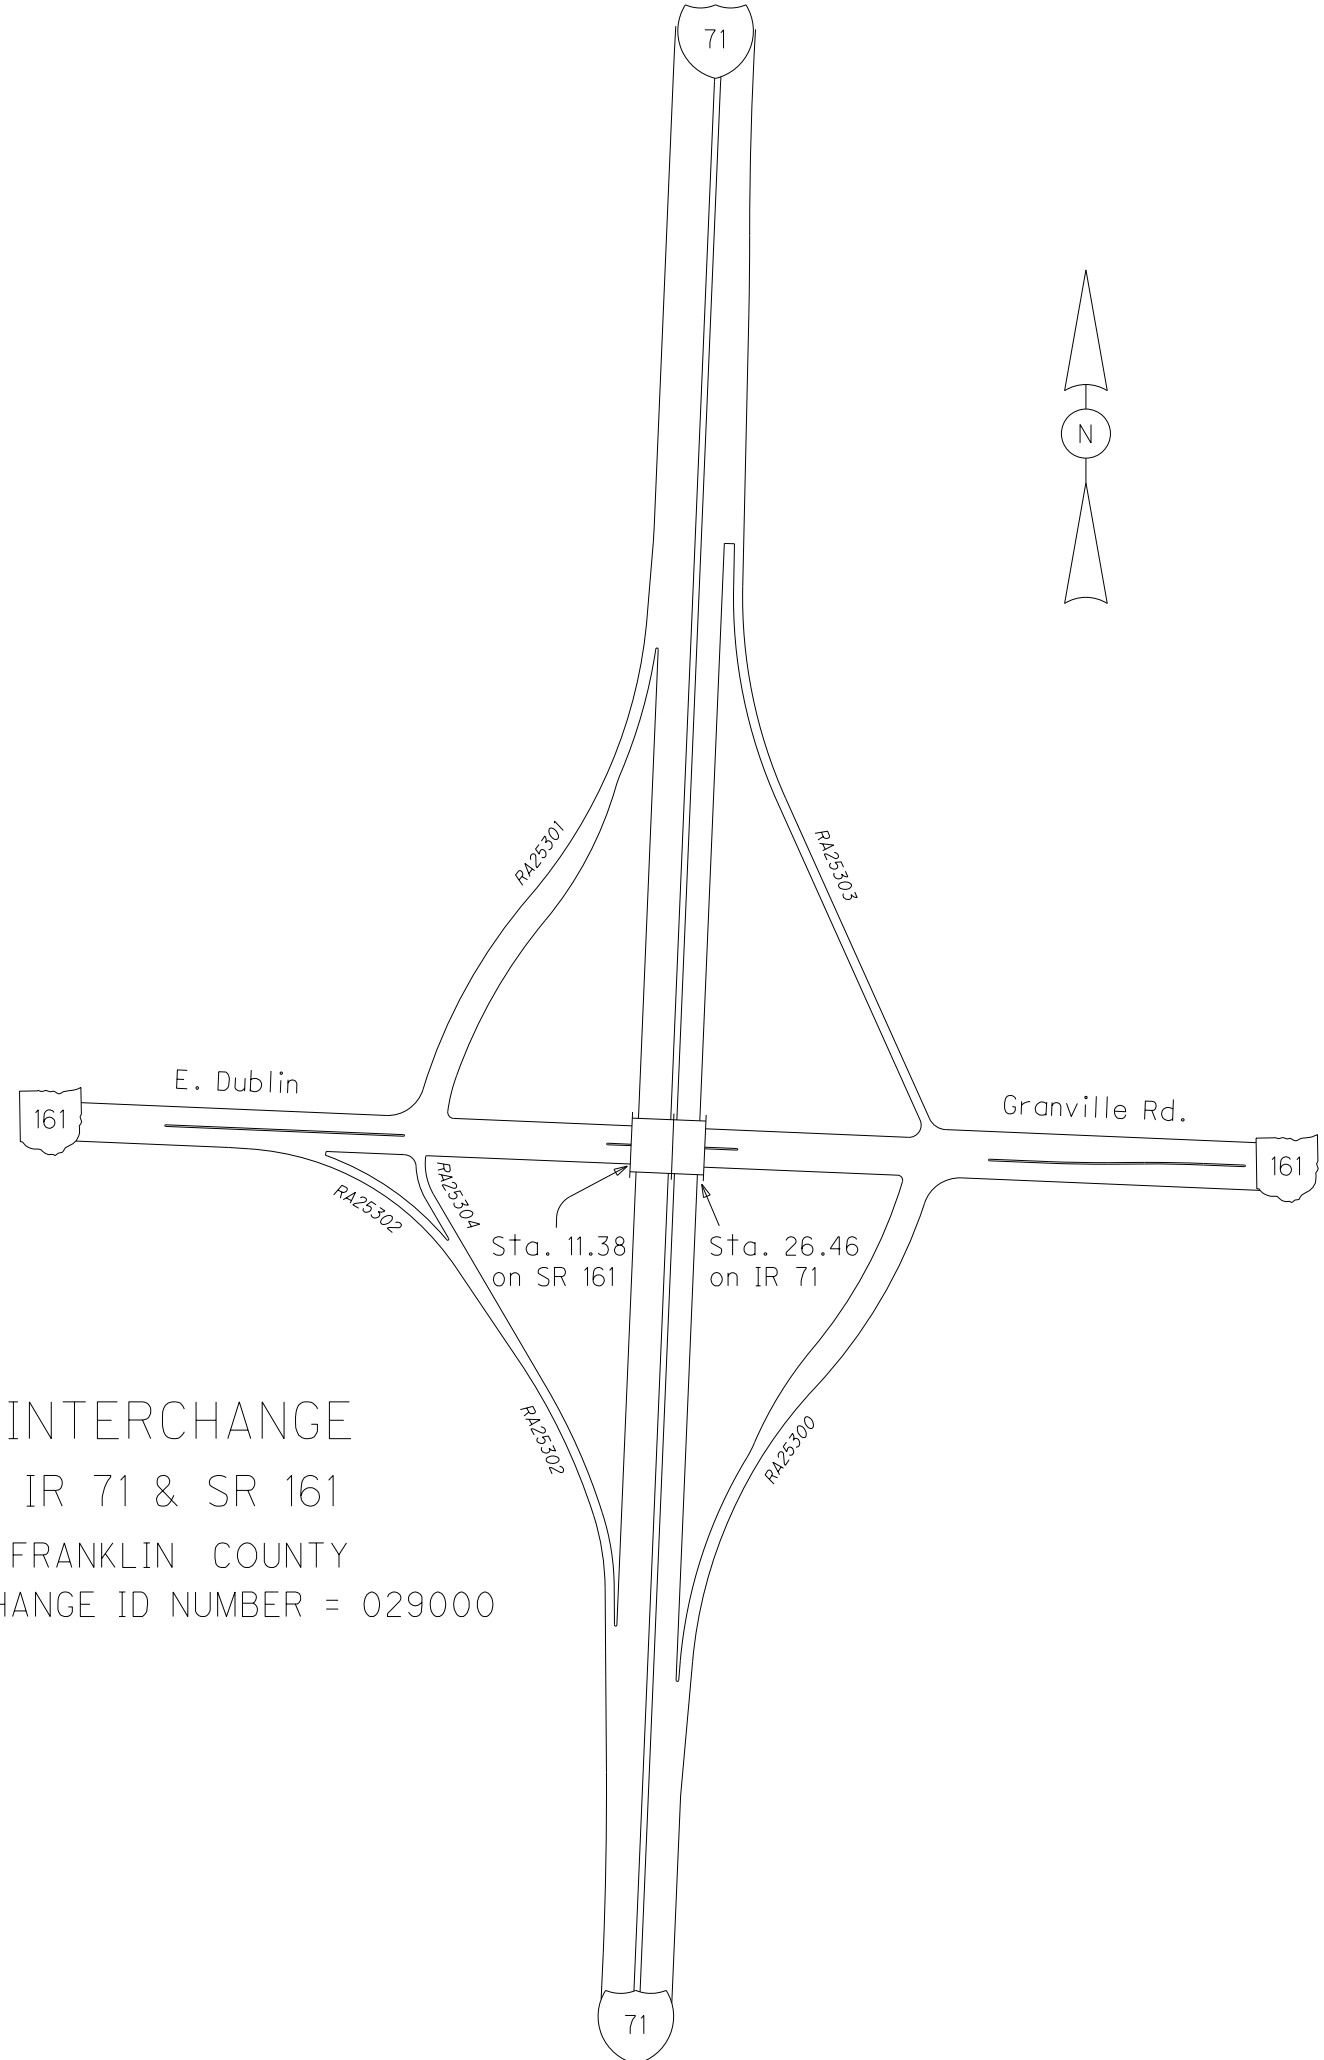 71
N
RA25301
RA25303
E. Dublin
Granville Rd.
161
161
RA25302
RA25304
Sta. 11.38
on SR 161
Sta. 26.46
on IR 71
INTERCHANGE
IR 71 & SR 161
FRANKLIN COUNTY
HANGE ID NUMBER = 029000
RA25302
RA25300
71